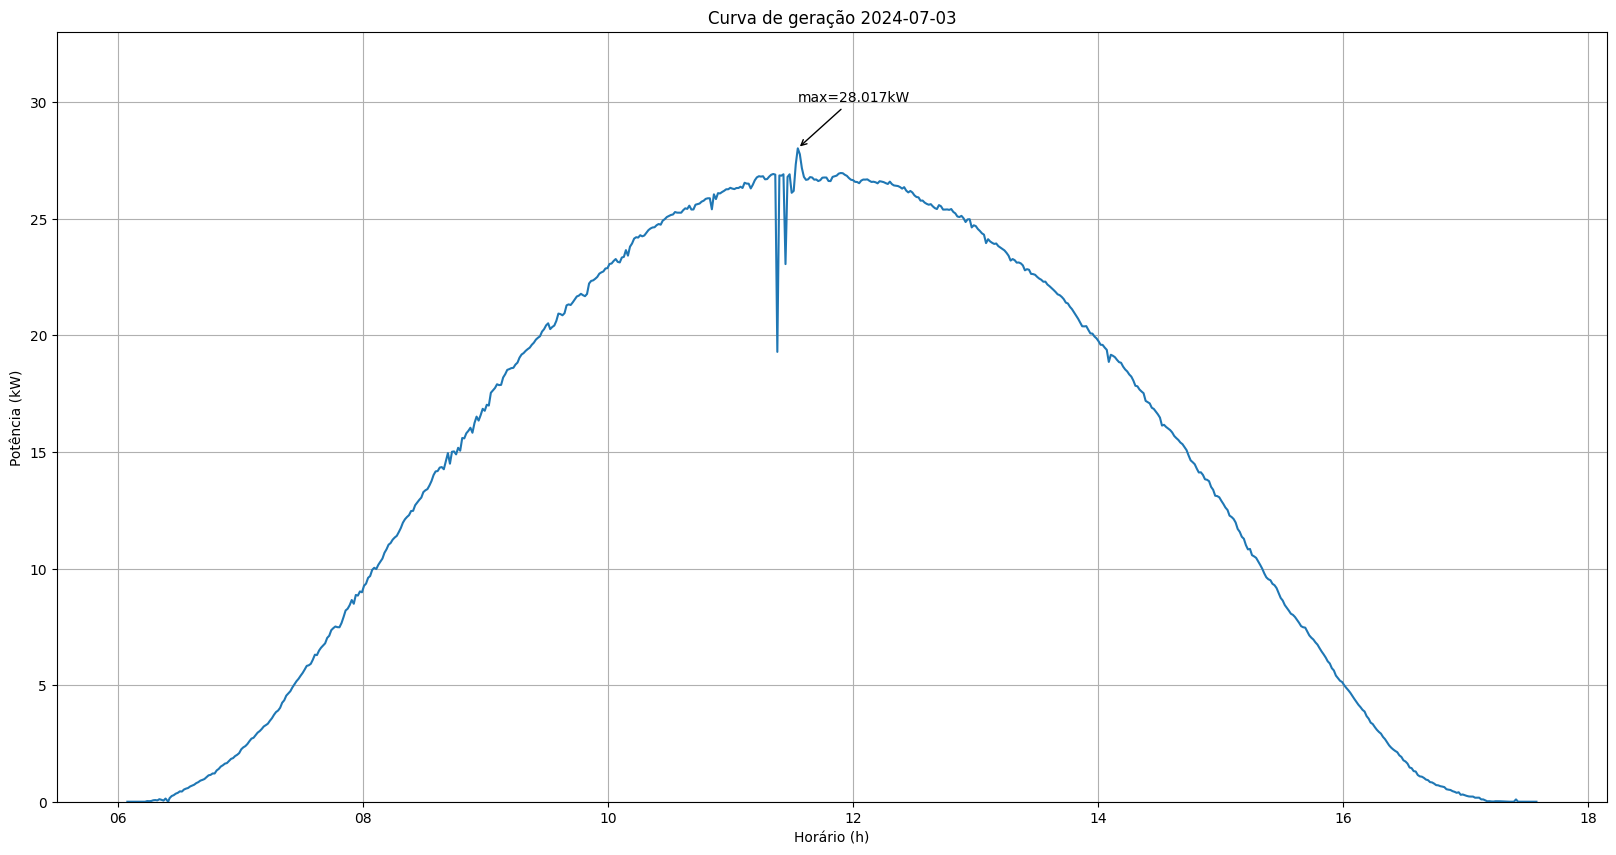 Curva de geração 2024-07-03
max=28.017kW
30
25
20
15
10
5
0
Potência (kW)
06 08 10 12 14 16 18
Horário (h)